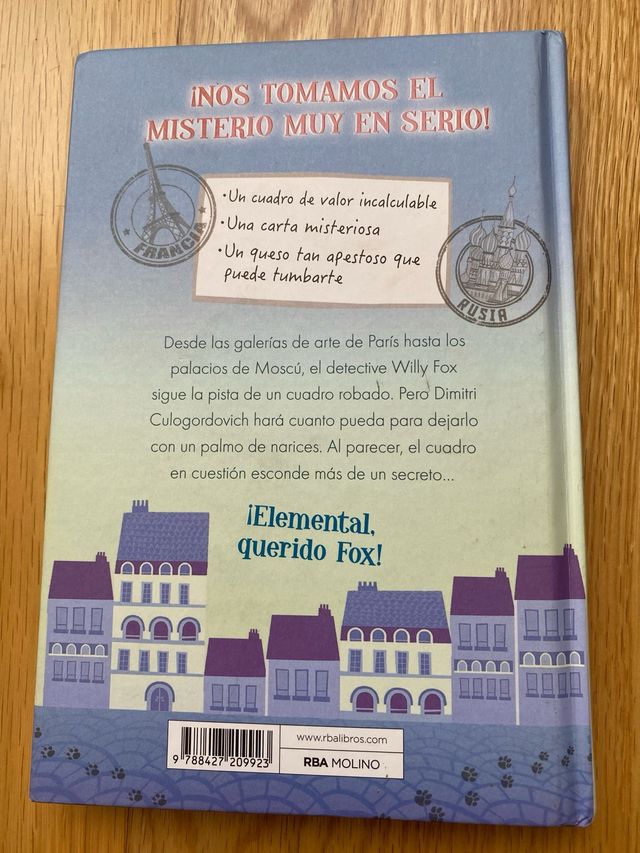 ¡NOS TOMAMOS EL
MISTERIO MUY EN SERIO!
FRANCIA
• Un cuadro de valor incalculable
• Una carta misteriosa
• Un queso tan apestoso que
puede tumbarte
RUSIA
Desde las galerías de arte de París hasta los
palacios de Moscú, el detective Willy Fox
sigue la pista de un cuadro robado. Pero Dimitri
Culogordovich hará cuanto pueda para dejarlo
con un palmo de narices. Al parecer, el cuadro
en cuestión esconde más de un secreto...
¡Elemental,
querido Fox!
www.rbalibros.com
RBA MOLINO
9 788427 209923